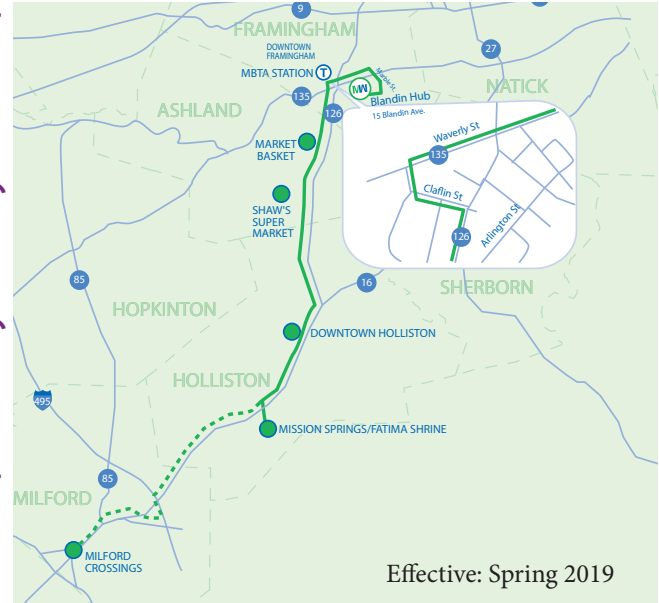 9
FRAMINGHAM
DOWNTOWN
FRAMINGHAM
MBTA STATION
T
27
135
Marble St.
MW
Blandin Hub
15 Blandin Ave.
NATICK
ASHLAND
126
MARKET
BASKET
Waverly St
135
Claflin St
Arlington St
126
SHAW'S
SUPER
MARKET
85
16
SHERBORN
HOPKINTON
DOWNTOWN HOLLISTON
HOLLISTON
495
MISSION SPRINGS/FATIMA SHRINE
85
MILFORD
MILFORD
CROSSINGS
Effective: Spring 2019